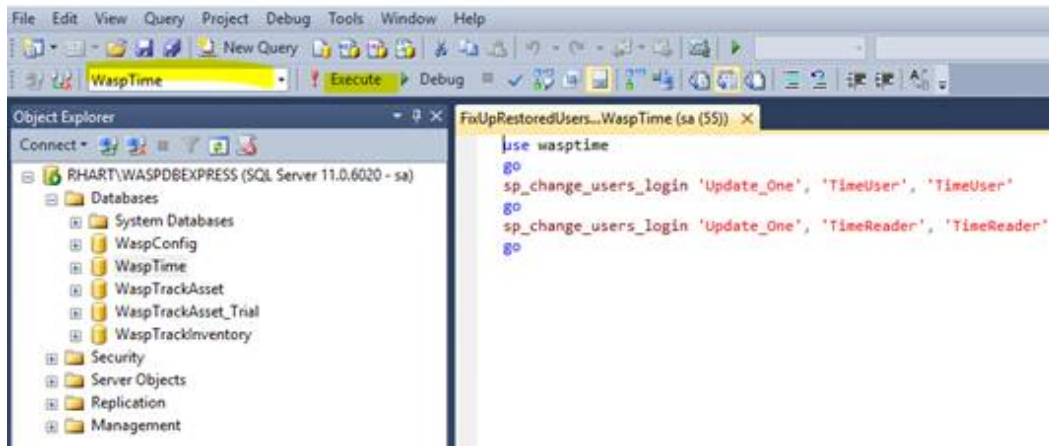 File Edit View Query Project Debug Tools Window Help
New Query
WaspTime Execute Debug
Object Explorer
Connect
RHART\WASPDBEXPRESS (SQL Server 11.0.6020 - sa)
Databases
System Databases
WaspConfig
WaspTime
WaspTrackAsset
WaspTrackAsset_Trial
WaspTrackInventory
Security
Server Objects
Replication
Management
FixUpRestoredUsers...WaspTime (sa (55))
use wasptime
go
sp_change_users_login 'Update_One', 'TimeUser', 'TimeUser'
go
sp_change_users_login 'Update_One', 'TimeReader', 'TimeReader'
go